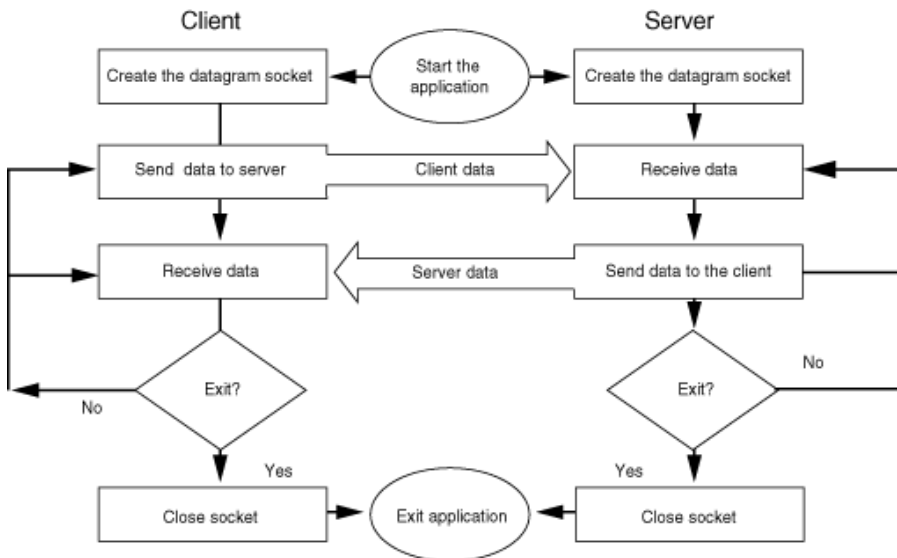 Client
Server
Create the datagram socket
Start the
application
Create the datagram socket
Send data to server
Client data
Receive data
Receive data
Server data
Send data to the client
Exit?
No
Exit?
No
Yes
Yes
Close socket
Exit application
Close socket